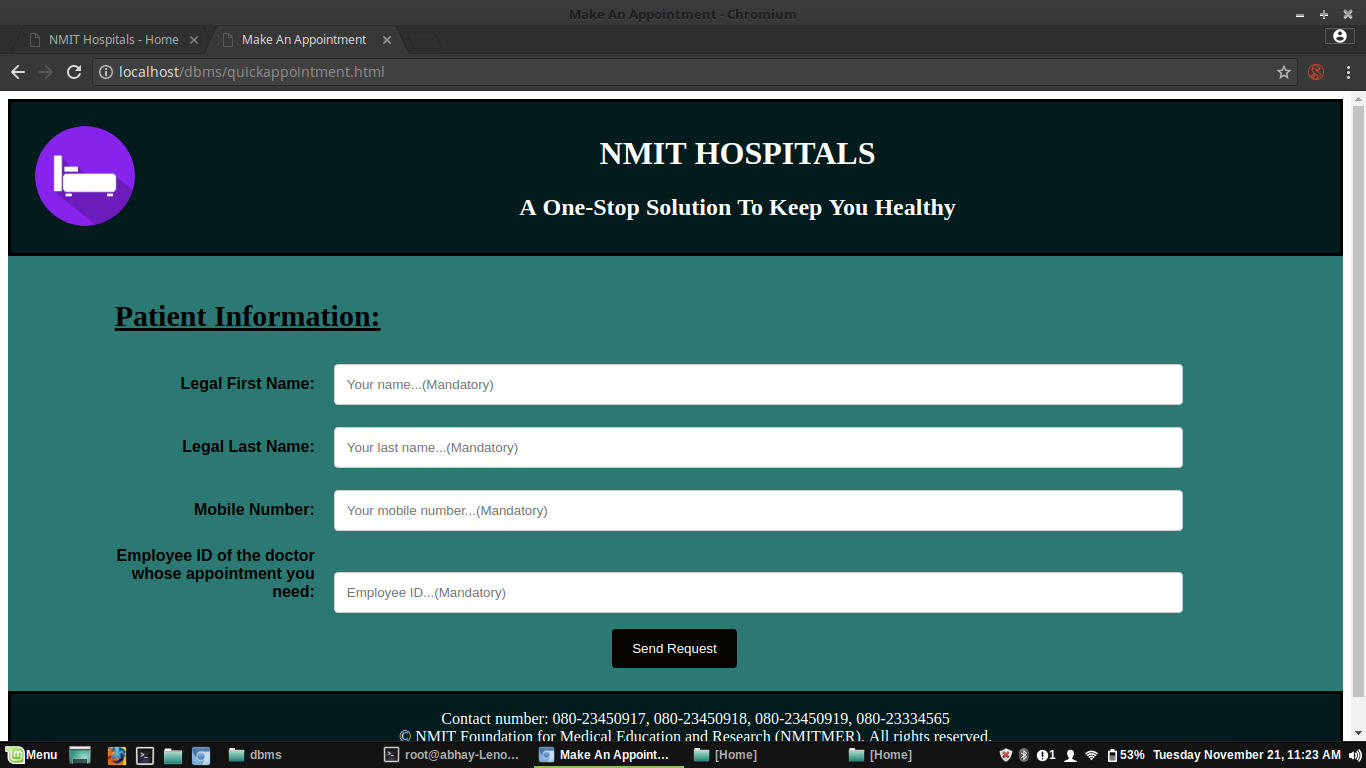 Make An Appointment - Chromium
NMIT Hospitals - Home
Make An Appointment
localhost/dbms/quickappointment.html
NMIT HOSPITALS
A One-Stop Solution To Keep You Healthy
Patient Information:
Legal First Name:
Your name...(Mandatory)
Legal Last Name:
Your last name...(Mandatory)
Mobile Number:
Your mobile number...(Mandatory)
Employee ID of the doctor
whose appointment you
need:
Employee ID...(Mandatory)
Send Request
Contact number: 080-23450917, 080-23450918, 080-23450919, 080-23334565
© NMIT Foundation for Medical Education and Research (NMITMER). All rights reserved.
Menu
dbms
root@abhay-Leno...
Make An Appoint...
[Home]
[Home]
1
53%
Tuesday November 21, 11:23 AM